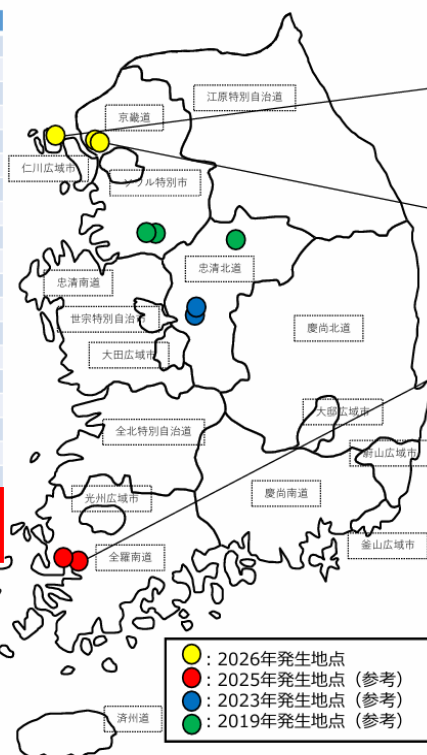 江原特別自治道
京畿道
仁川広域市
ソウル特別市
忠清南道
忠清北道
世宗特別自治市
慶尚北道
大田広域市
大邱広域市
全北特別自治道
蔚山広域市
光州広域市
慶尚南道
釜山広域市
全羅南道
済州道
：2026年発生地点
：2025年発生地点（参考）
：2023年発生地点（参考）
：2019年発生地点（参考）